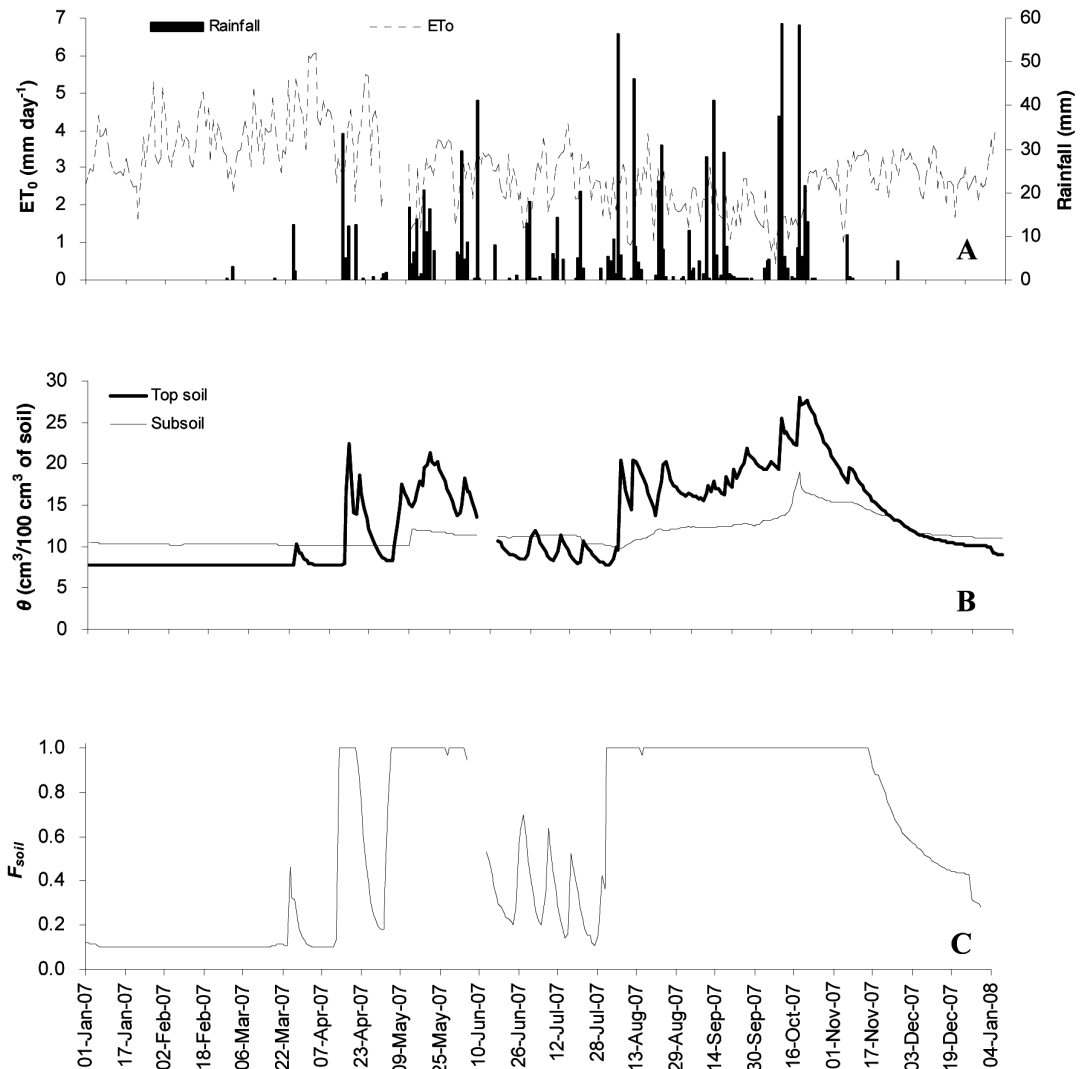 7
6
5
4
3
2
1
0
ET0 (mm day-1)
Rainfall
ETo
60
50
40
30
20
10
0
Rainfall (mm)
A
30
25
20
15
10
5
0
θ (cm3/100 cm3 of soil)
Top soil
Subsoil
B
1.0
0.8
0.6
0.4
0.2
0.0
Fsoil
C
01-Jan-07
17-Jan-07
02-Feb-07
18-Feb-07
06-Mar-07
22-Mar-07
07-Apr-07
23-Apr-07
09-May-07
25-May-07
10-Jun-07
26-Jun-07
12-Jul-07
28-Jul-07
13-Aug-07
29-Aug-07
14-Sep-07
30-Sep-07
16-Oct-07
01-Nov-07
17-Nov-07
03-Dec-07
19-Dec-07
04-Jan-08